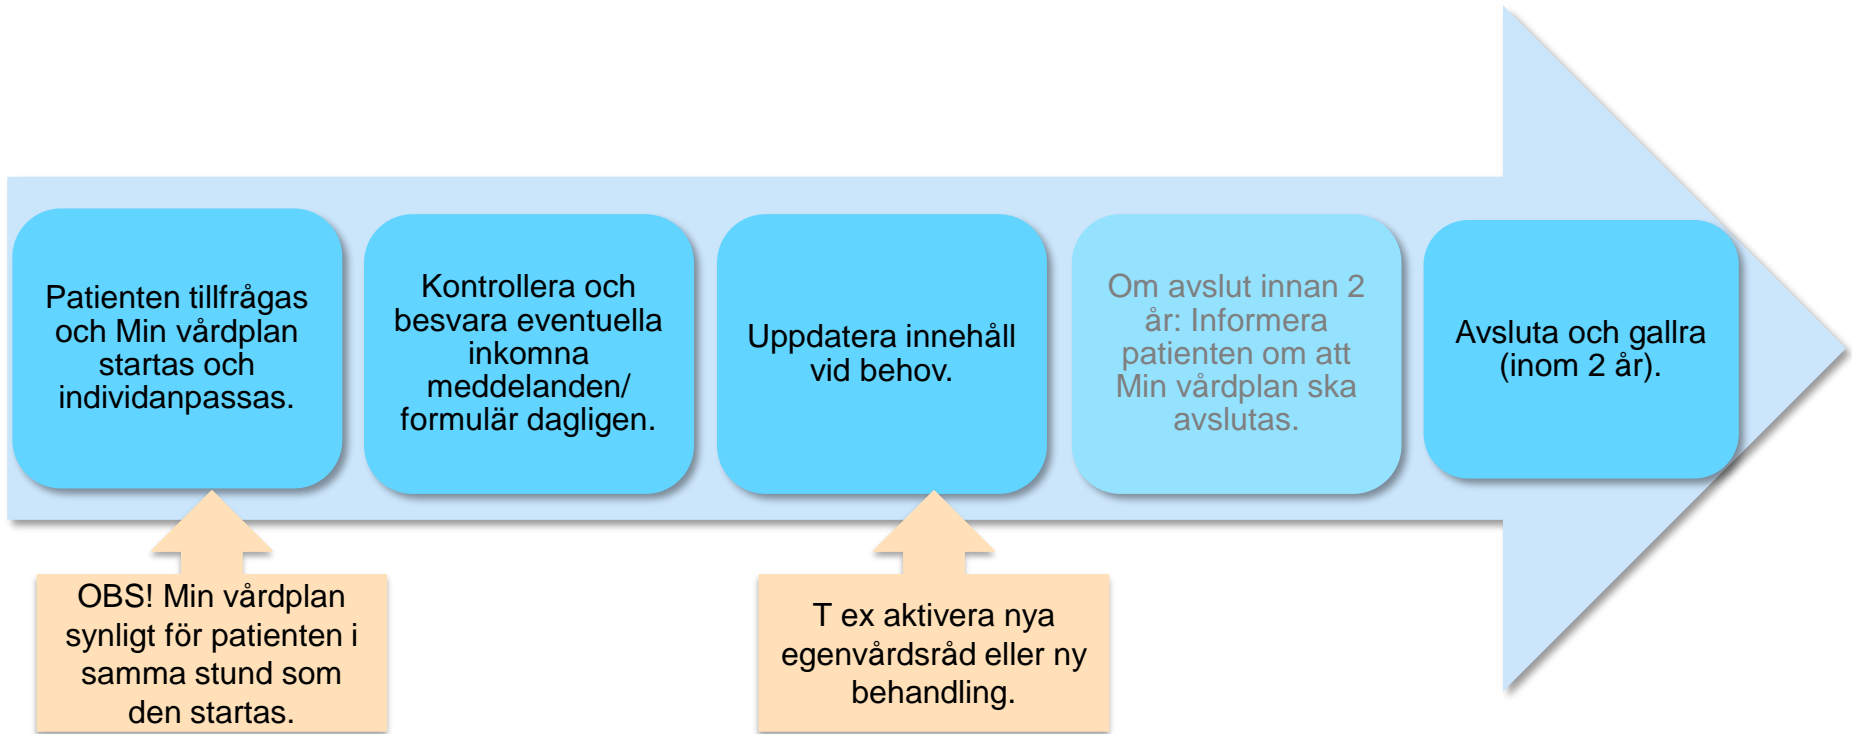 Patienten tillfrågas
och Min vårdplan
startas och
individanpassas.
Kontrollera och
besvara eventuella
inkomna
meddelanden/
formulär dagligen.
Uppdatera innehåll
vid behov.
Om avslut innan 2
år: Informera
patienten om att
Min vårdplan ska
avslutas.
Avsluta och gallra
(inom 2 år).
OBS! Min vårdplan
synligt för patienten i
samma stund som
den startas.
T ex aktivera nya
egenvårdsråd eller ny
behandling.